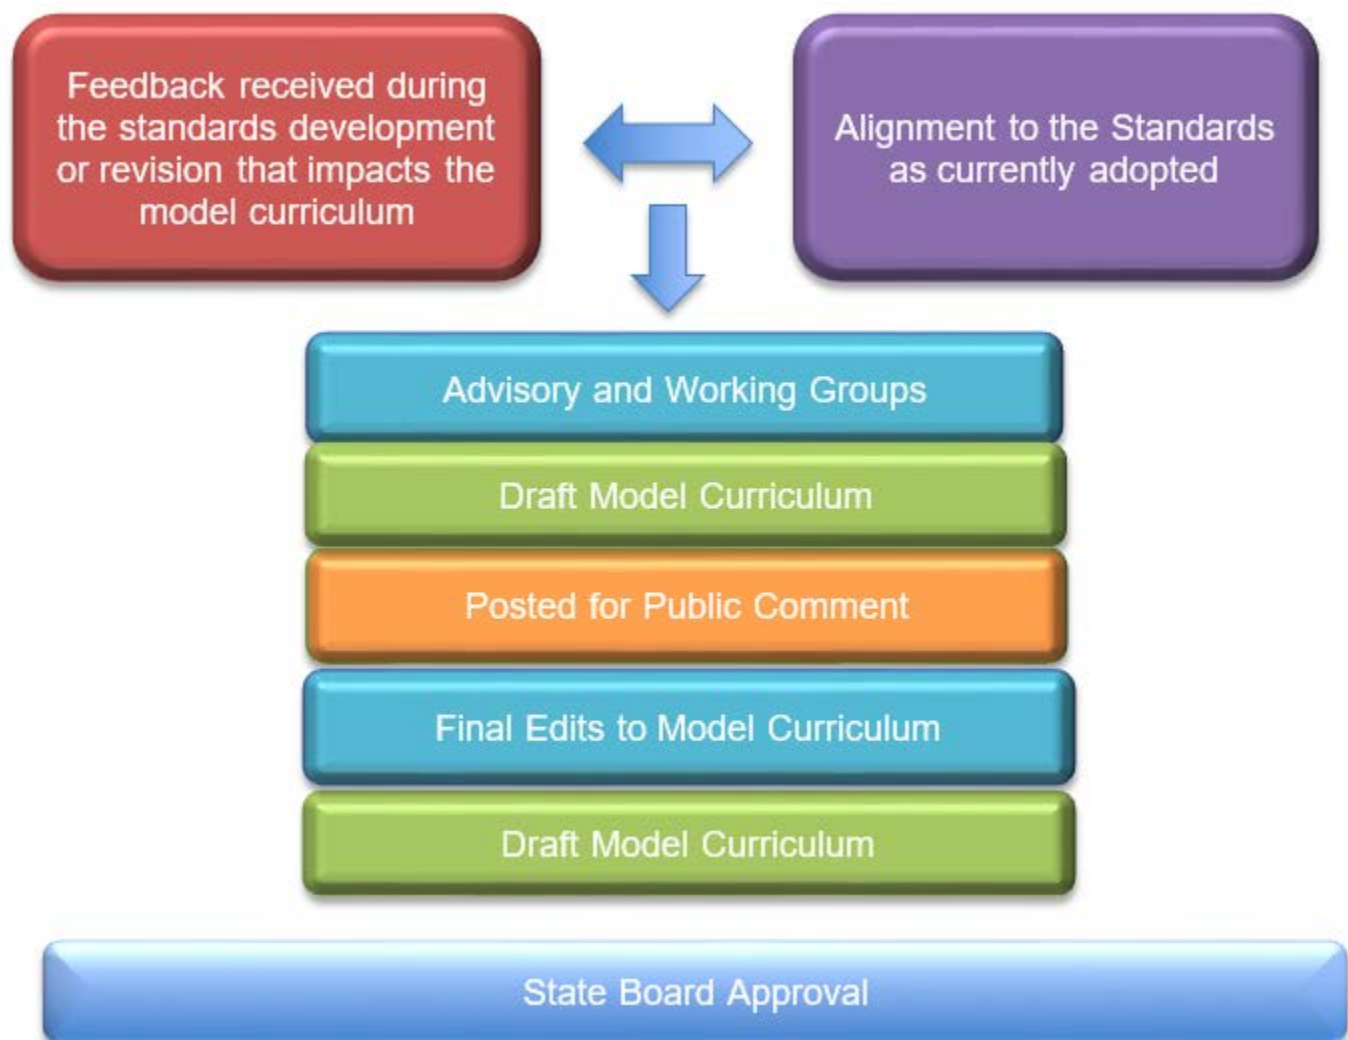 Feedback received during
the standards development
or revision that impacts the
model curriculum
Alignment to the Standards
as currently adopted
Advisory and Working Groups
Draft Model Curriculum
Posted for Public Comment
Final Edits to Model Curriculum
Draft Model Curriculum
State Board Approval